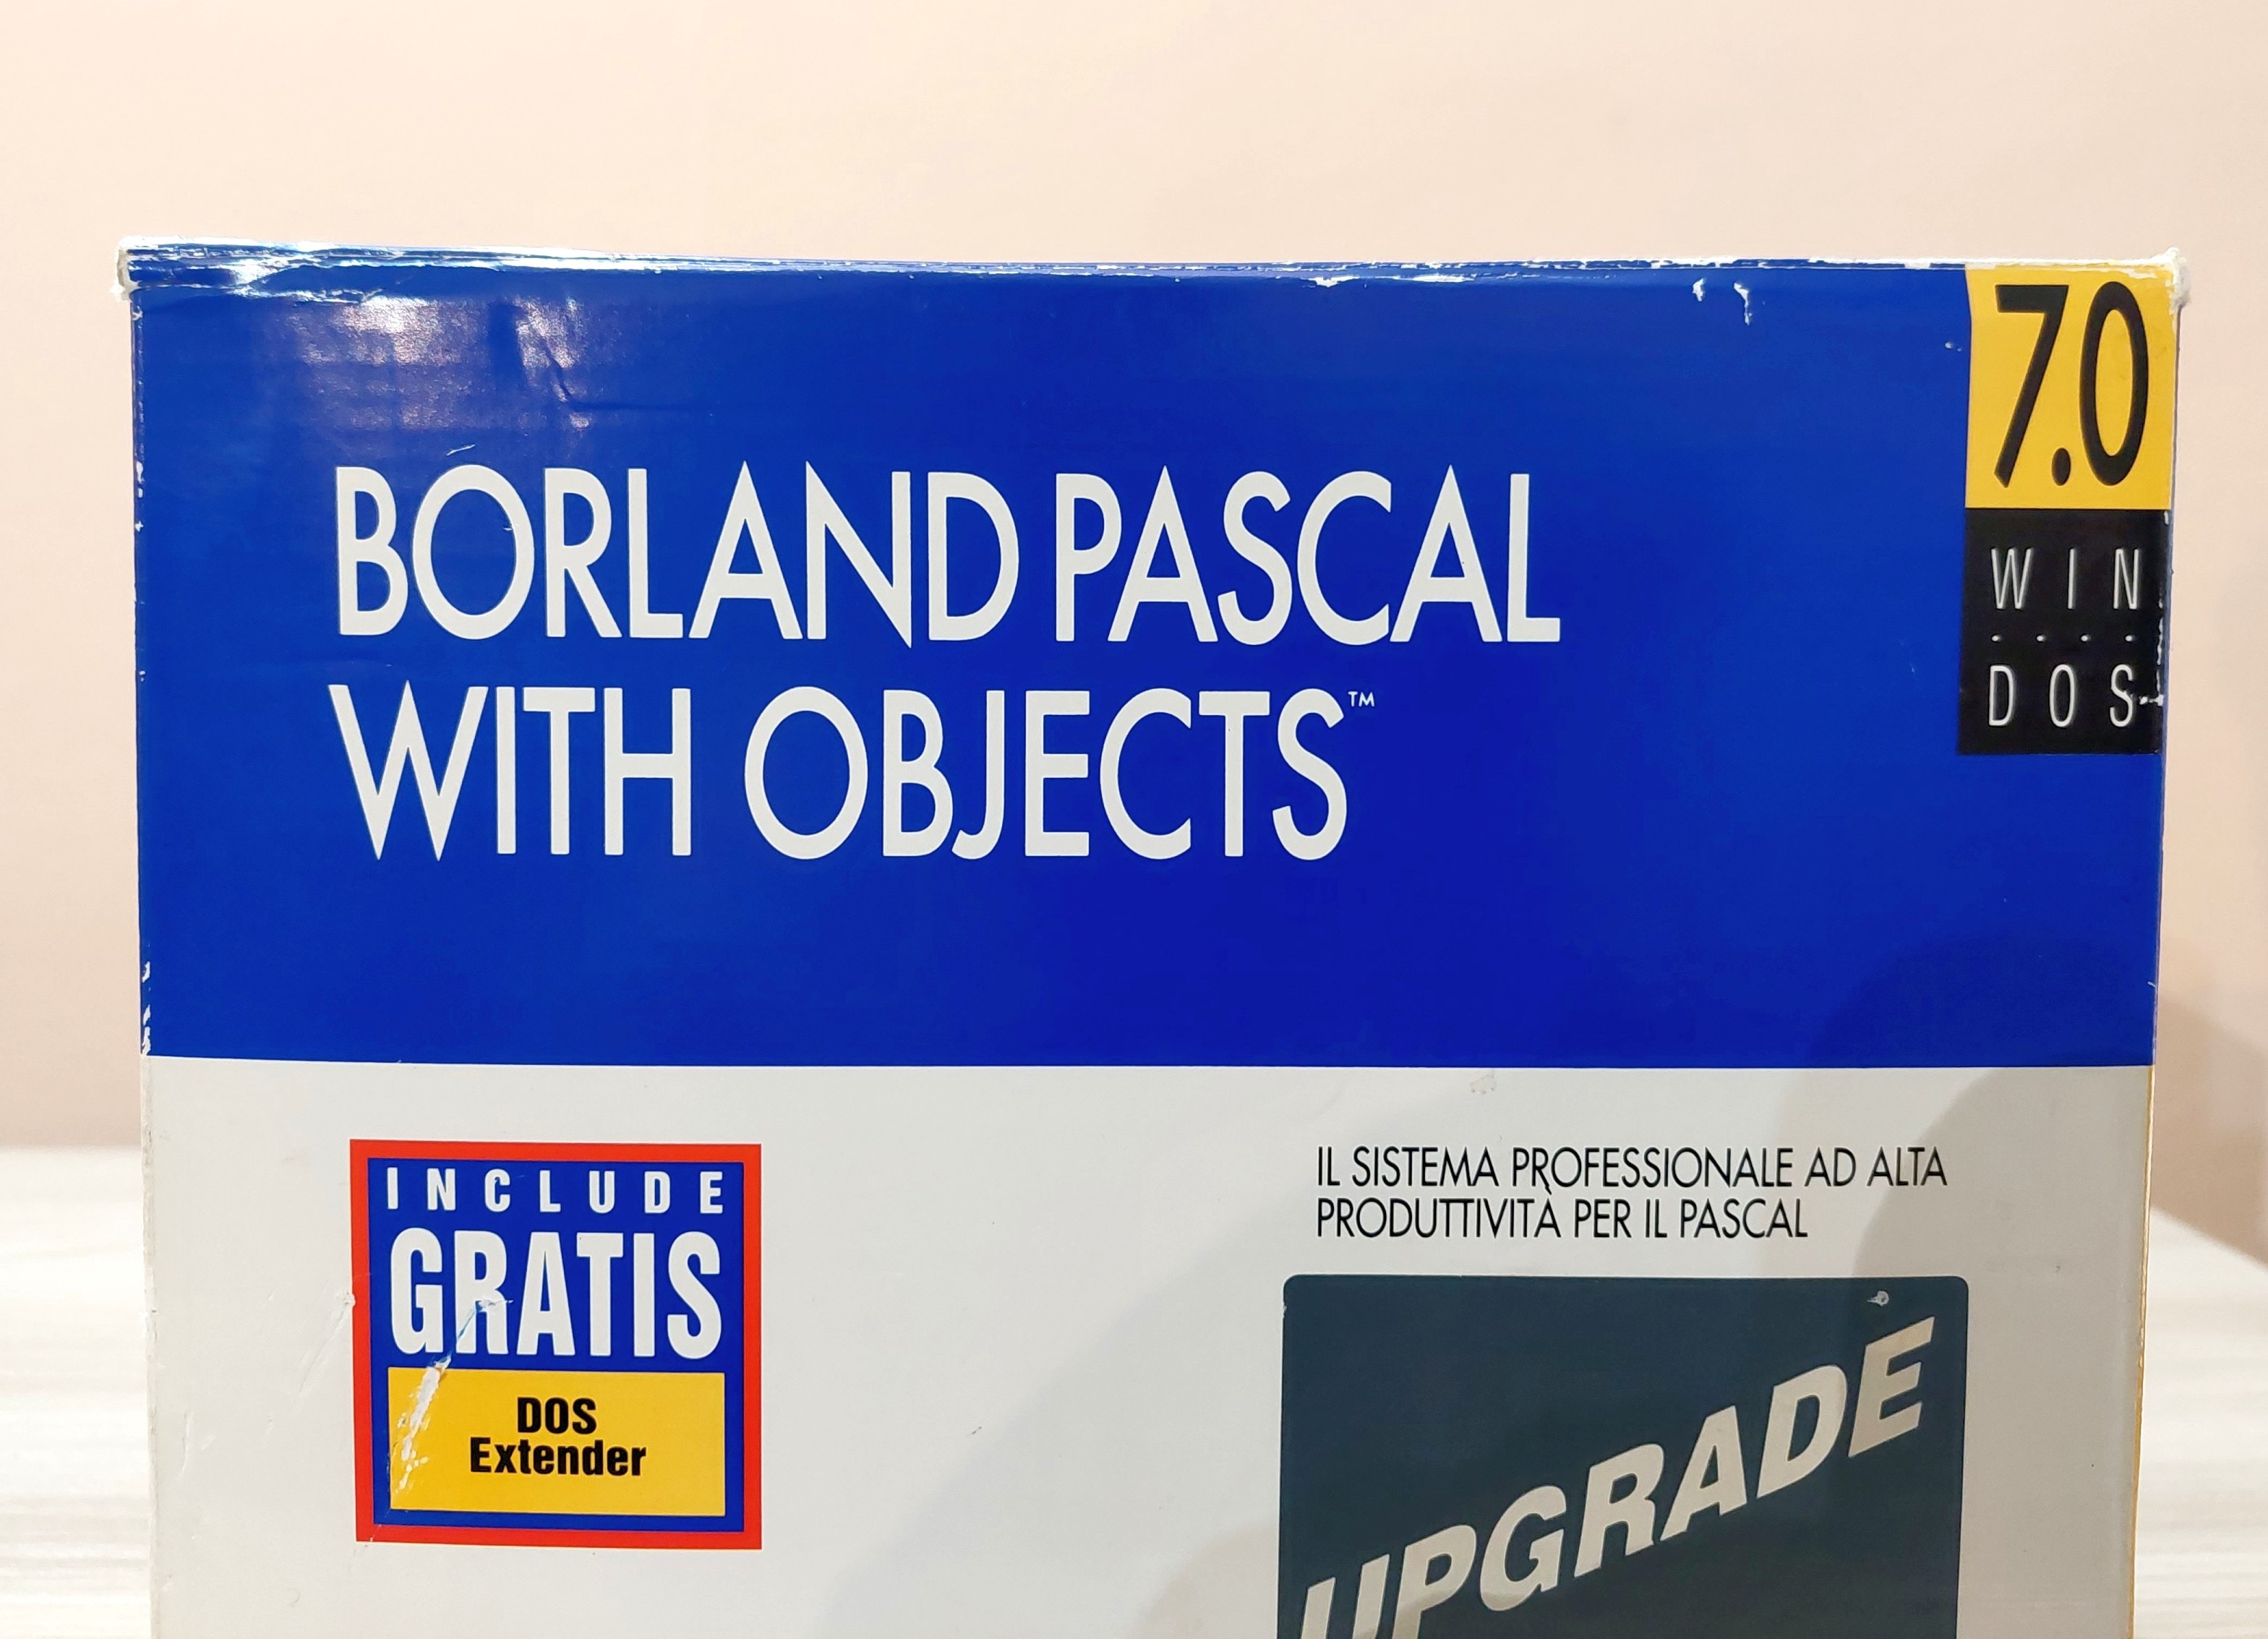 7.0
WIN
DOS
BORLAND PASCAL
WITH OBJECTS™
INCLUDE
GRATIS
DOS
Extender
IL SISTEMA PROFESSIONALE AD ALTA
PRODUTTIVITÀ PER IL PASCAL
UPGRADE